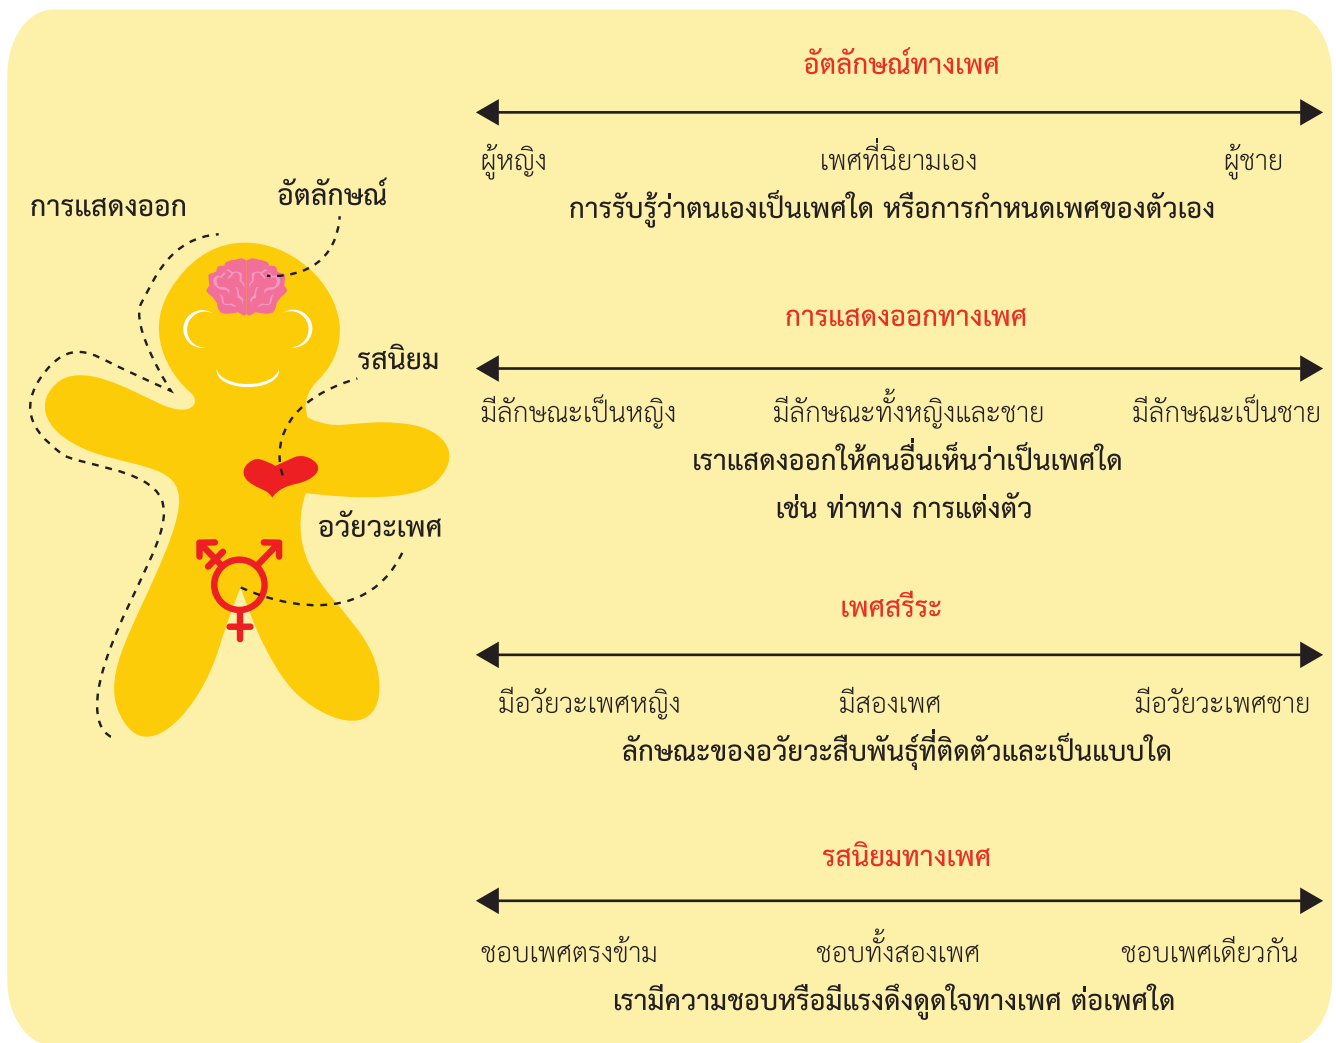 การแสดงออก
อัตลักษณ์
รสนิยม
อวัยวะเพศ
อัตลักษณ์ทางเพศ
ผู้หญิง เพศที่นิยามเอง ผู้ชาย
การรับรู้ว่าตนเองเป็นเพศใด หรือการกำหนดเพศของตัวเอง
การแสดงออกทางเพศ
มีลักษณะเป็นหญิง มีลักษณะทั้งหญิงและชาย มีลักษณะเป็นชาย
เราแสดงออกให้คนอื่นเห็นว่าเป็นเพศใด
เช่น ท่าทาง การแต่งตัว
เพศสรีระ
มีอวัยวะเพศหญิง มีสองเพศ มีอวัยวะเพศชาย
ลักษณะของอวัยวะสืบพันธุ์ที่ติดตัวและเป็นแบบใด
รสนิยมทางเพศ
ชอบเพศตรงข้าม ชอบทั้งสองเพศ ชอบเพศเดียวกัน
เรามีความชอบหรือมีแรงดึงดูดใจทางเพศ ต่อเพศใด